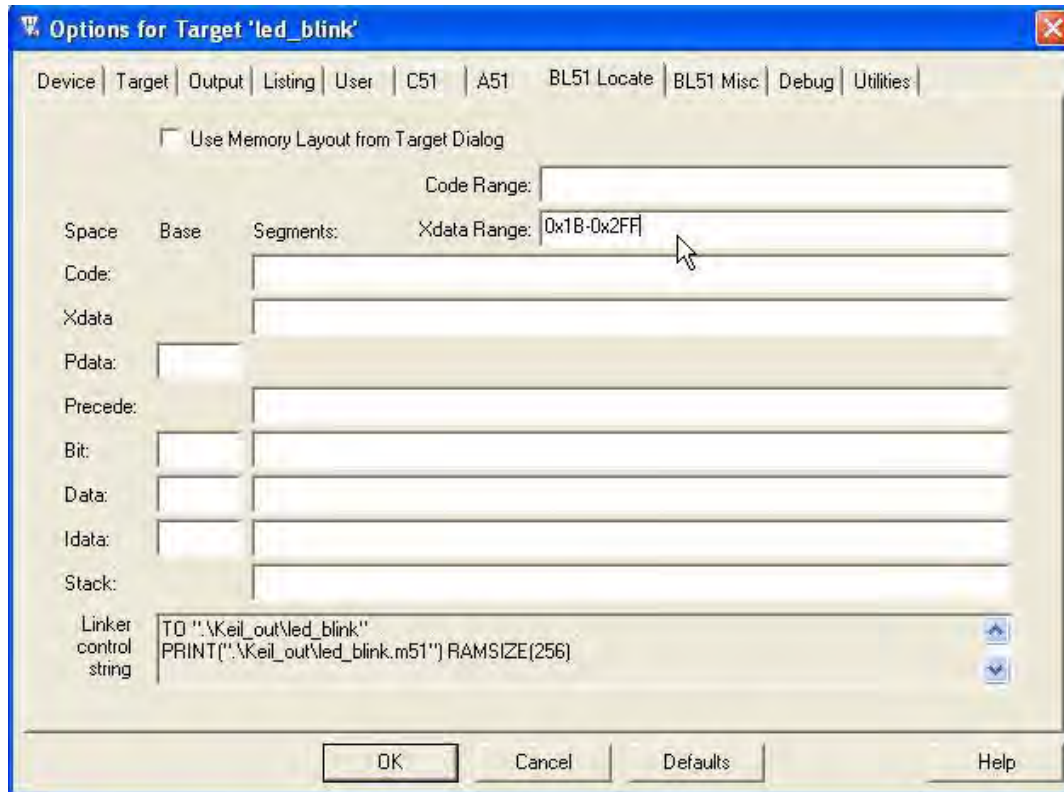 Options for Target 'led_blink'
Device Target Output Listing User C51 A51 BL51 Locate BL51 Misc Debug Utilities
Use Memory Layout from Target Dialog
Code Range:
Space Base Segments: Xdata Range: 0x1B-0x2FF
Code:
Xdata
Pdata:
Precede:
Bit:
Data:
Idata:
Stack:
Linker
control
string
TO ".\Keil_out\led_blink"
PRINT(".\Keil_out\led_blink.m51") RAMSIZE(256)
OK Cancel Defaults Help